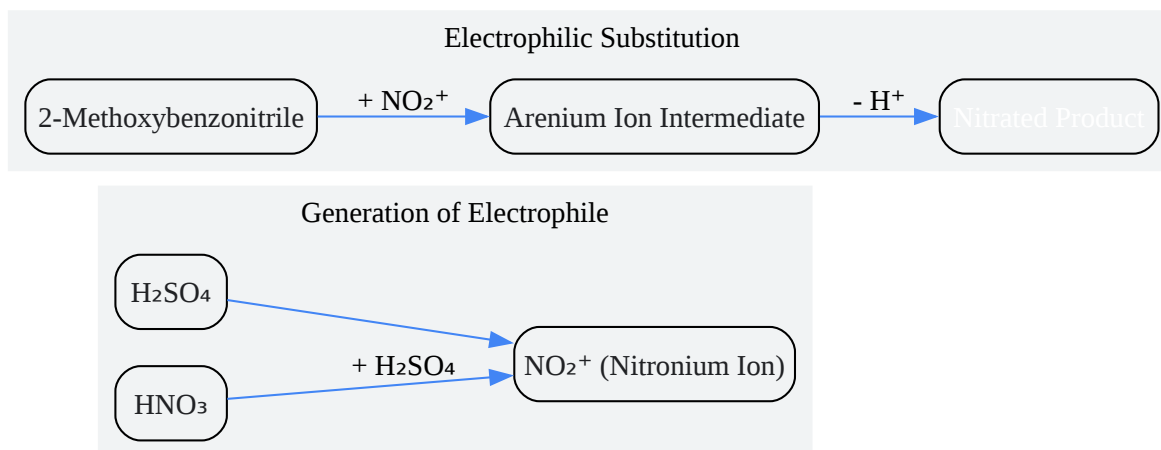 Electrophilic Substitution
2-Methoxybenzonitrile
+ NO₂⁺
Arenium Ion Intermediate
- H⁺
Nitrated Product
Generation of Electrophile
H₂SO₄
HNO₃
+ H₂SO₄
NO₂⁺ (Nitronium Ion)